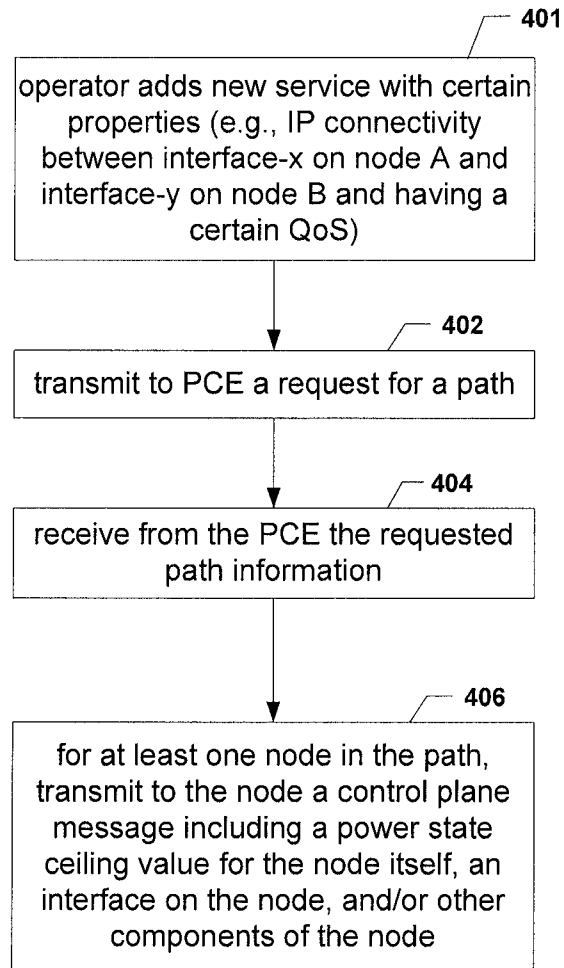 401
operator adds new service with certain
properties (e.g., IP connectivity
between interface-x on node A and
interface-y on node B and having a
certain QoS)
402
transmit to PCE a request for a path
404
receive from the PCE the requested
path information
406
for at least one node in the path,
transmit to the node a control plane
message including a power state
ceiling value for the node itself, an
interface on the node, and/or other
components of the node